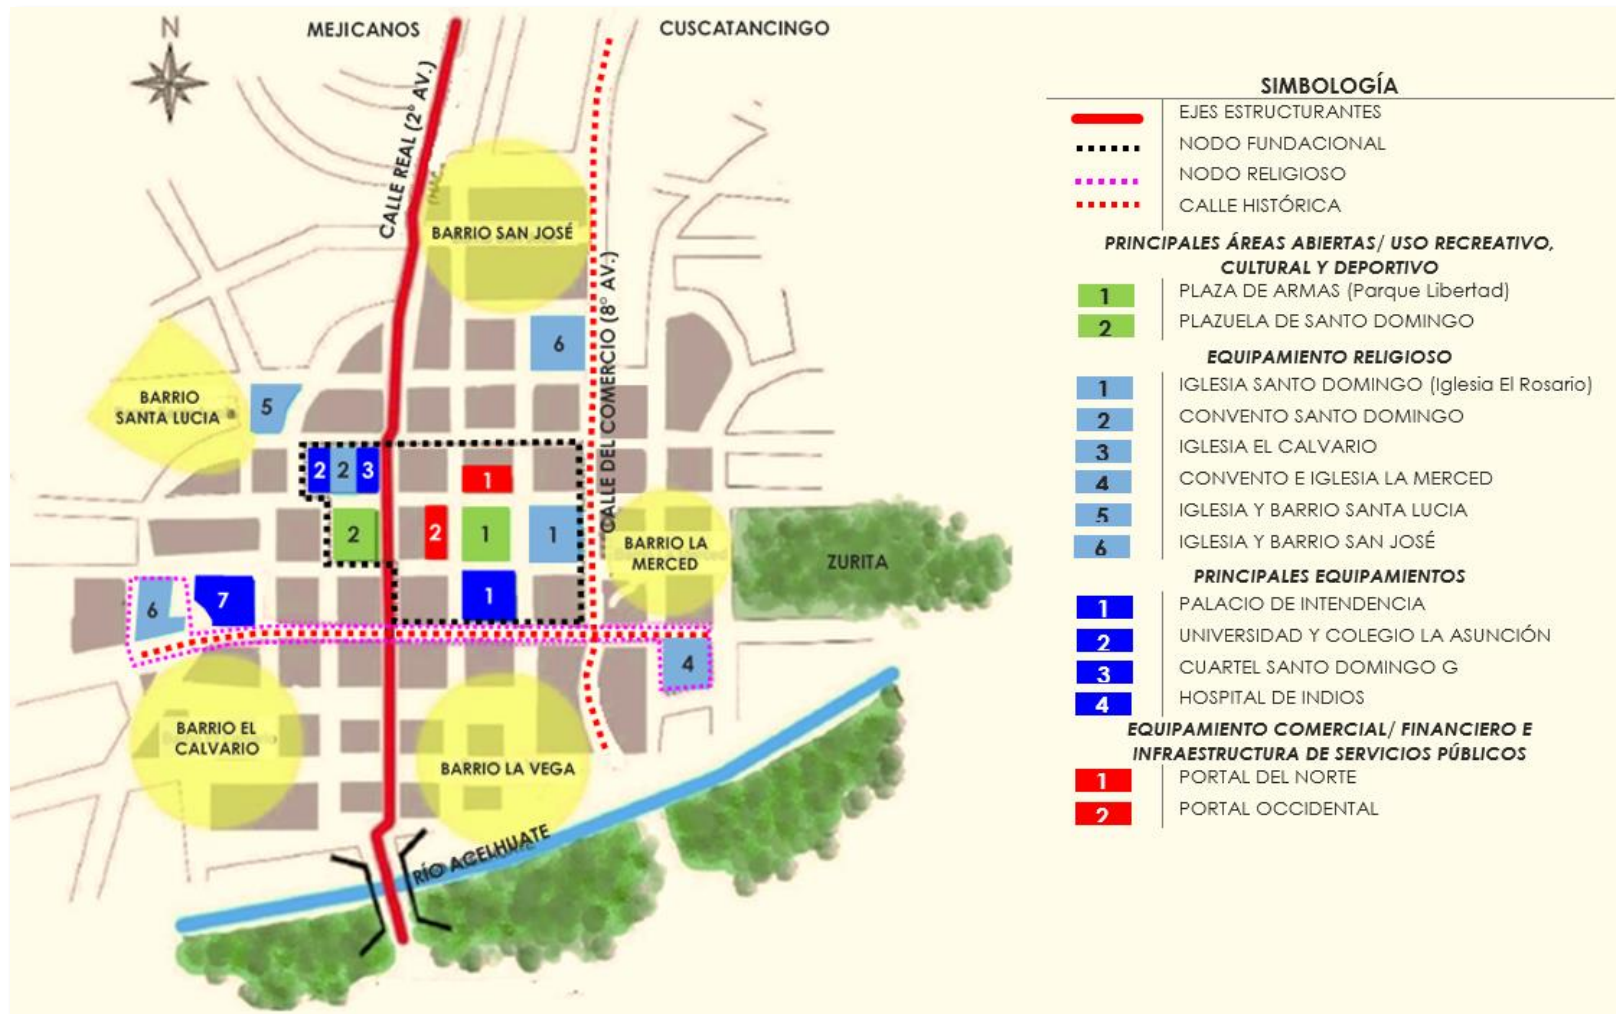 N
MEJICANOS
CUSCATANCINGO
CALLE REAL (2° AV.)
BARRIO SAN JOSÉ
CALLE DEL COMERCIO (8° AV.)
6
BARRIO
SANTA LUCIA
5
2
2
3
1
2
2
1
1
BARRIO LA
MERCED
ZURITA
6
7
1
4
BARRIO EL
CALVARIO
BARRIO LA VEGA
RÍO ACELHUATE
SIMBOLOGÍA
EJES ESTRUCTURANTES
NODO FUNDACIONAL
NODO RELIGIOSO
CALLE HISTÓRICA
PRINCIPALES ÁREAS ABIERTAS/ USO RECREATIVO,
CULTURAL Y DEPORTIVO
1 PLAZA DE ARMAS (Parque Libertad)
2 PLAZUELA DE SANTO DOMINGO
EQUIPAMIENTO RELIGIOSO
1 IGLESIA SANTO DOMINGO (Iglesia El Rosario)
2 CONVENTO SANTO DOMINGO
3 IGLESIA EL CALVARIO
4 CONVENTO E IGLESIA LA MERCED
5 IGLESIA Y BARRIO SANTA LUCIA
6 IGLESIA Y BARRIO SAN JOSÉ
PRINCIPALES EQUIPAMIENTOS
1 PALACIO DE INTENDENCIA
2 UNIVERSIDAD Y COLEGIO LA ASUNCIÓN
3 CUARTEL SANTO DOMINGO G
4 HOSPITAL DE INDIOS
EQUIPAMIENTO COMERCIAL/ FINANCIERO E
INFRAESTRUCTURA DE SERVICIOS PÚBLICOS
1 PORTAL DEL NORTE
2 PORTAL OCCIDENTAL